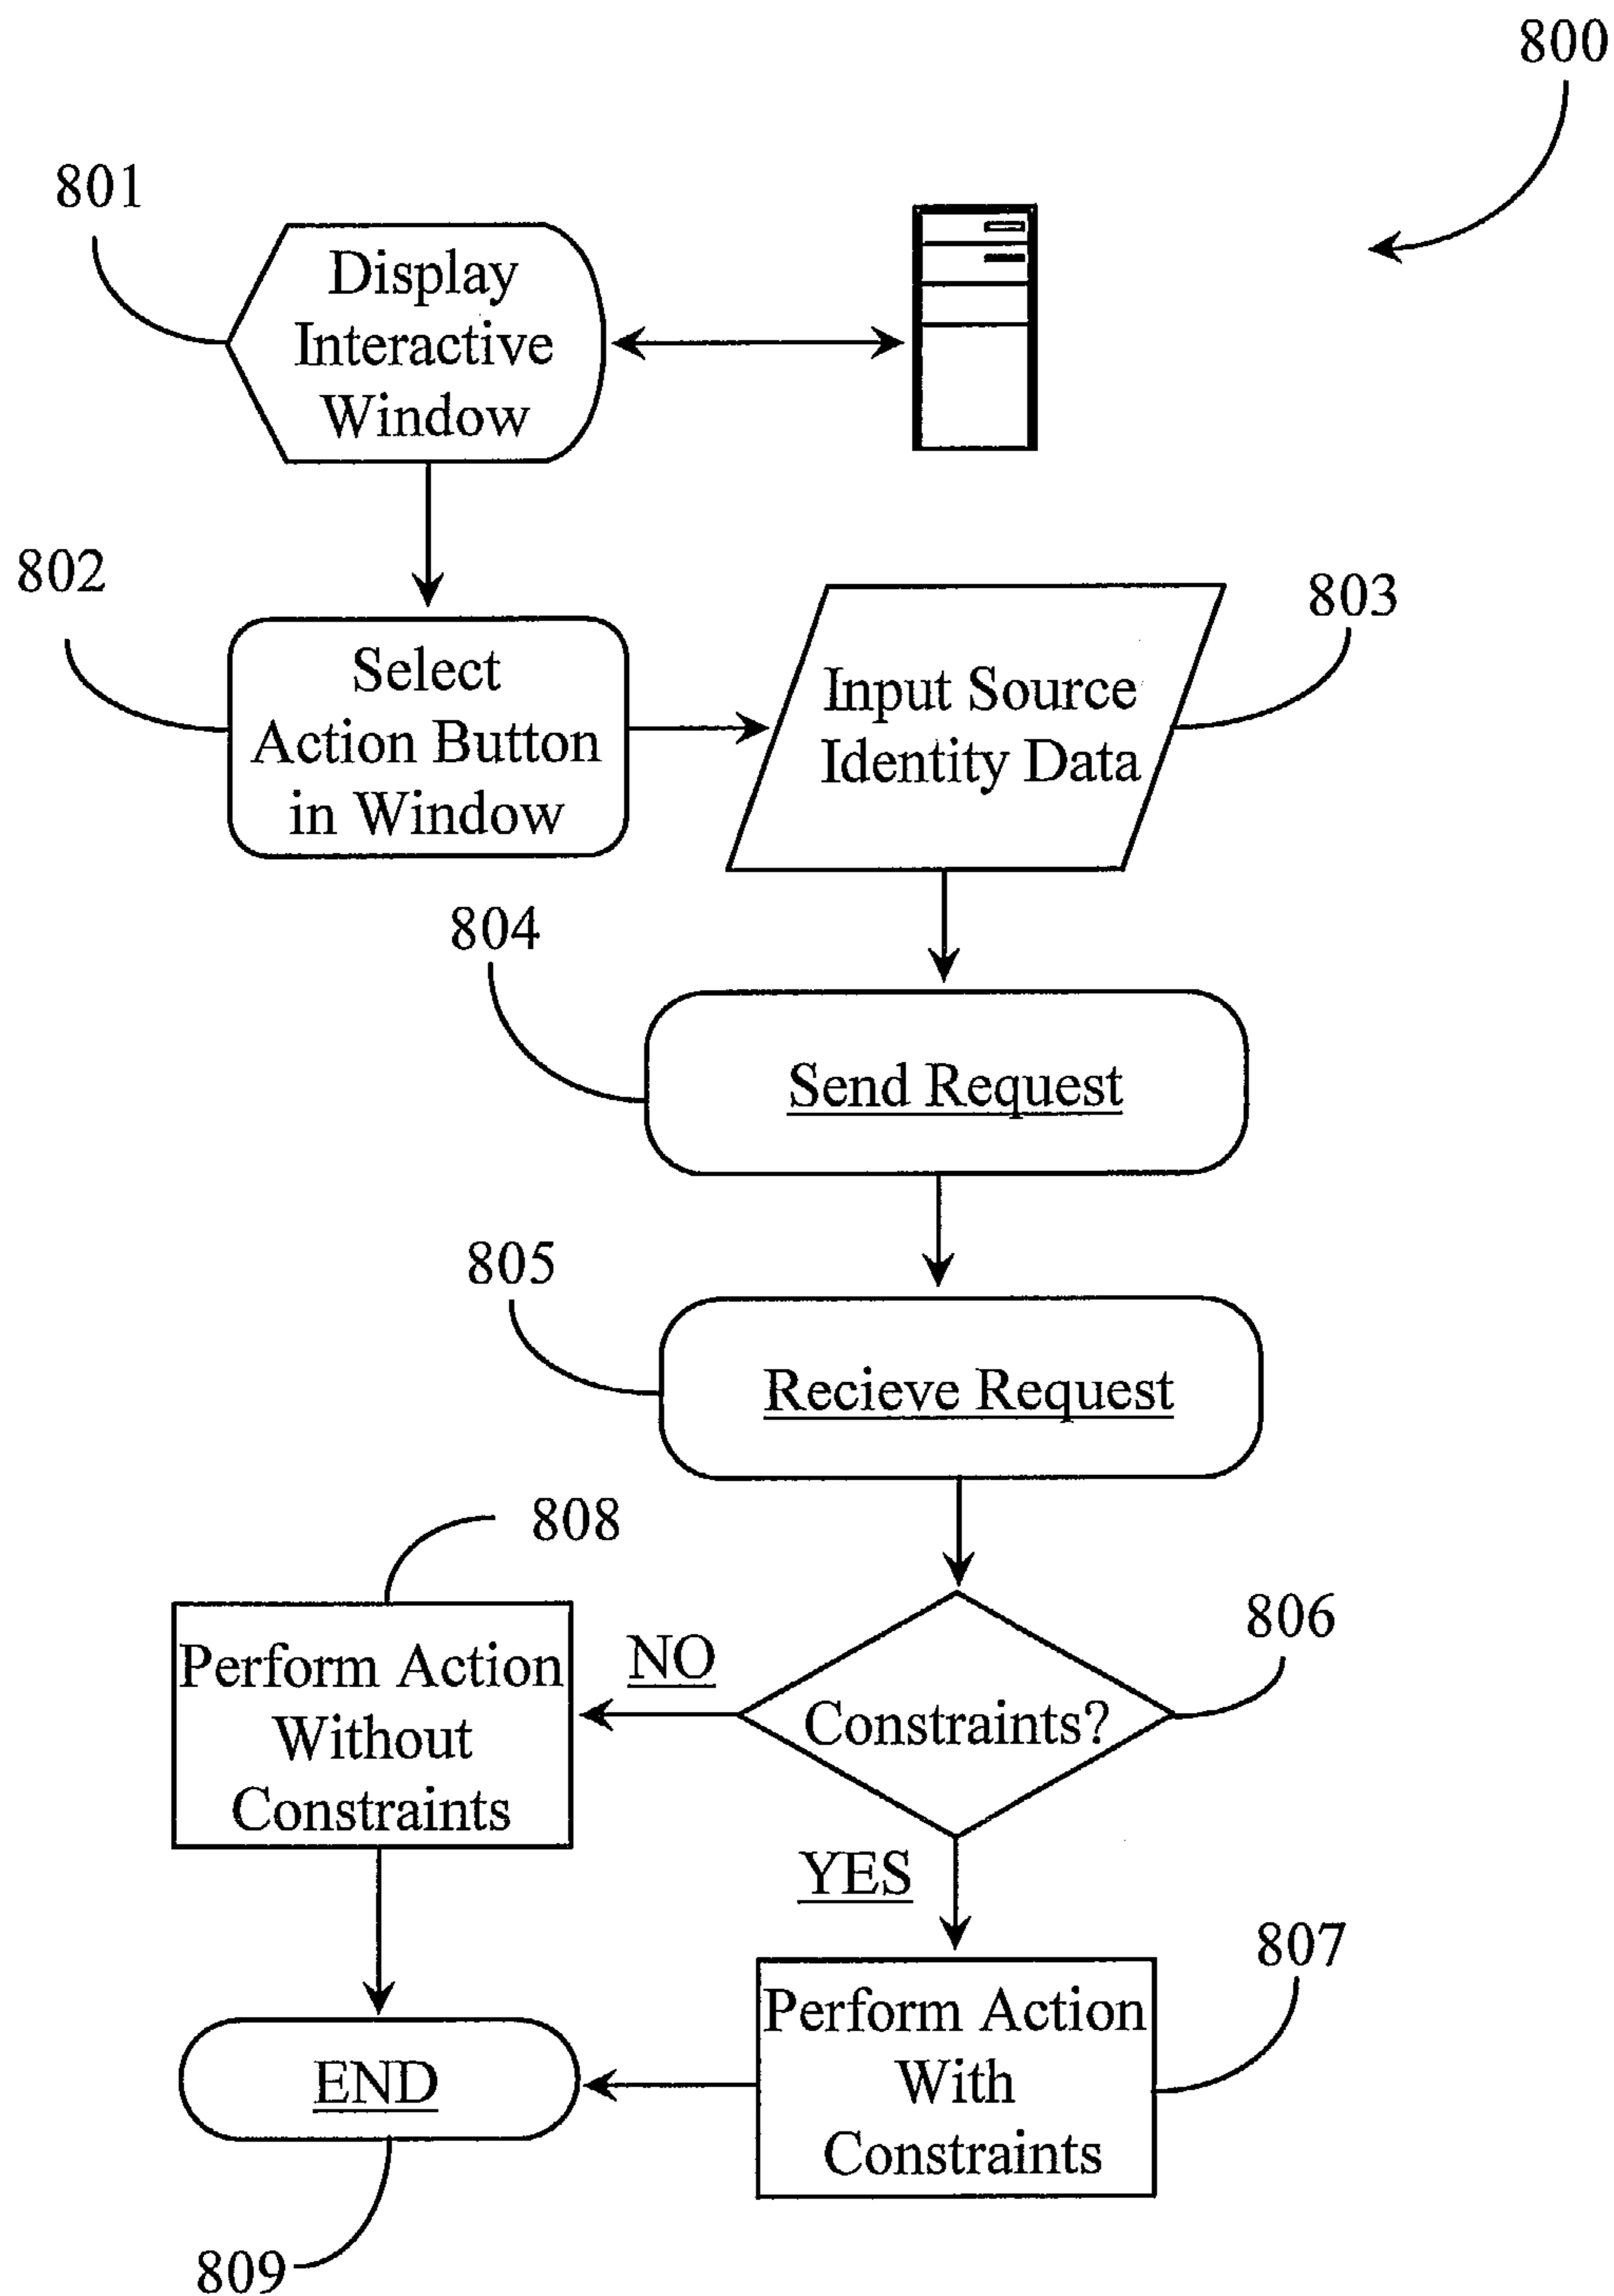 800
801
Display
Interactive
Window
802
Select
Action Button
in Window
803
Input Source
Identity Data
804
Send Request
805
Recieve Request
808
Perform Action
Without
Constraints
NO
806
Constraints?
YES
807
Perform Action
With
Constraints
END
809